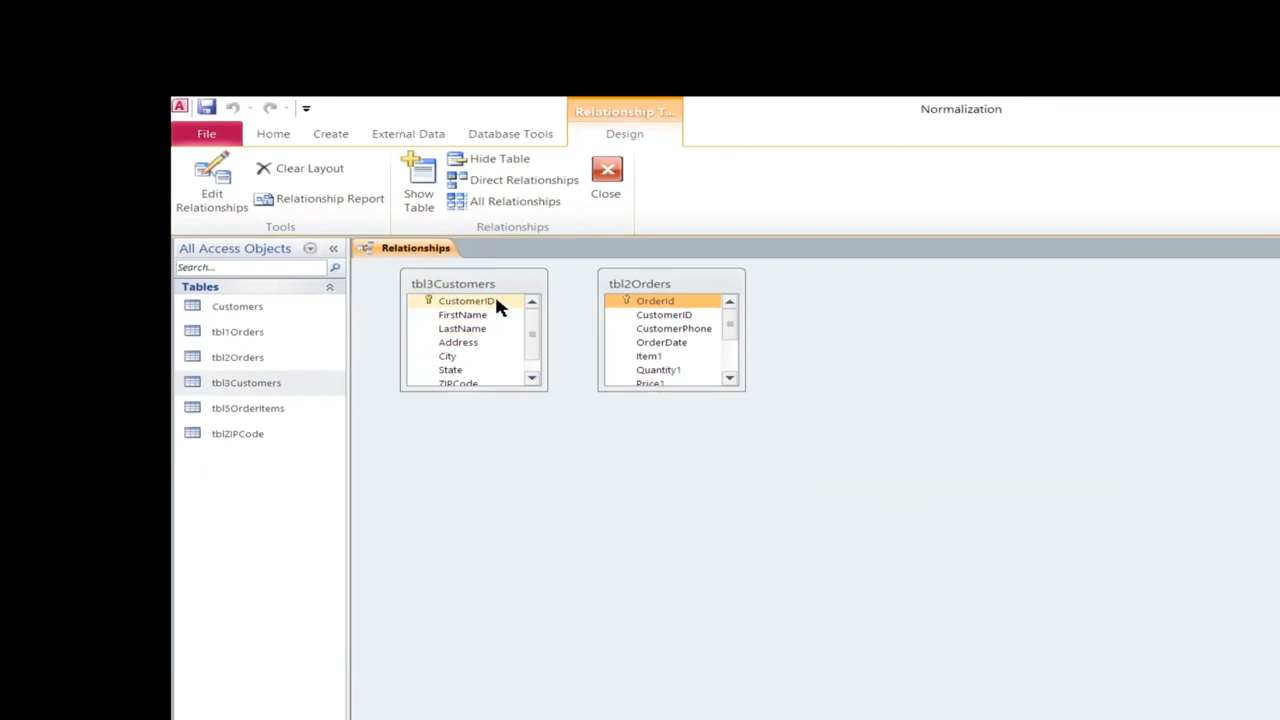 Relationship T...
Normalization
File
Home
Create
External Data
Database Tools
Design
Edit
Relationships
Clear Layout
Relationship Report
Tools
Show
Table
Hide Table
Direct Relationships
All Relationships
Relationships
Close
All Access Objects
Search...
Tables
Customers
tbl1Orders
tbl2Orders
tbl3Customers
tbl5OrderItems
tblZIPCode
Relationships
tbl3Customers
CustomerID
FirstName
LastName
Address
City
State
ZIPCode
tbl2Orders
OrderId
CustomerID
CustomerPhone
OrderDate
Item1
Quantity1
Price1